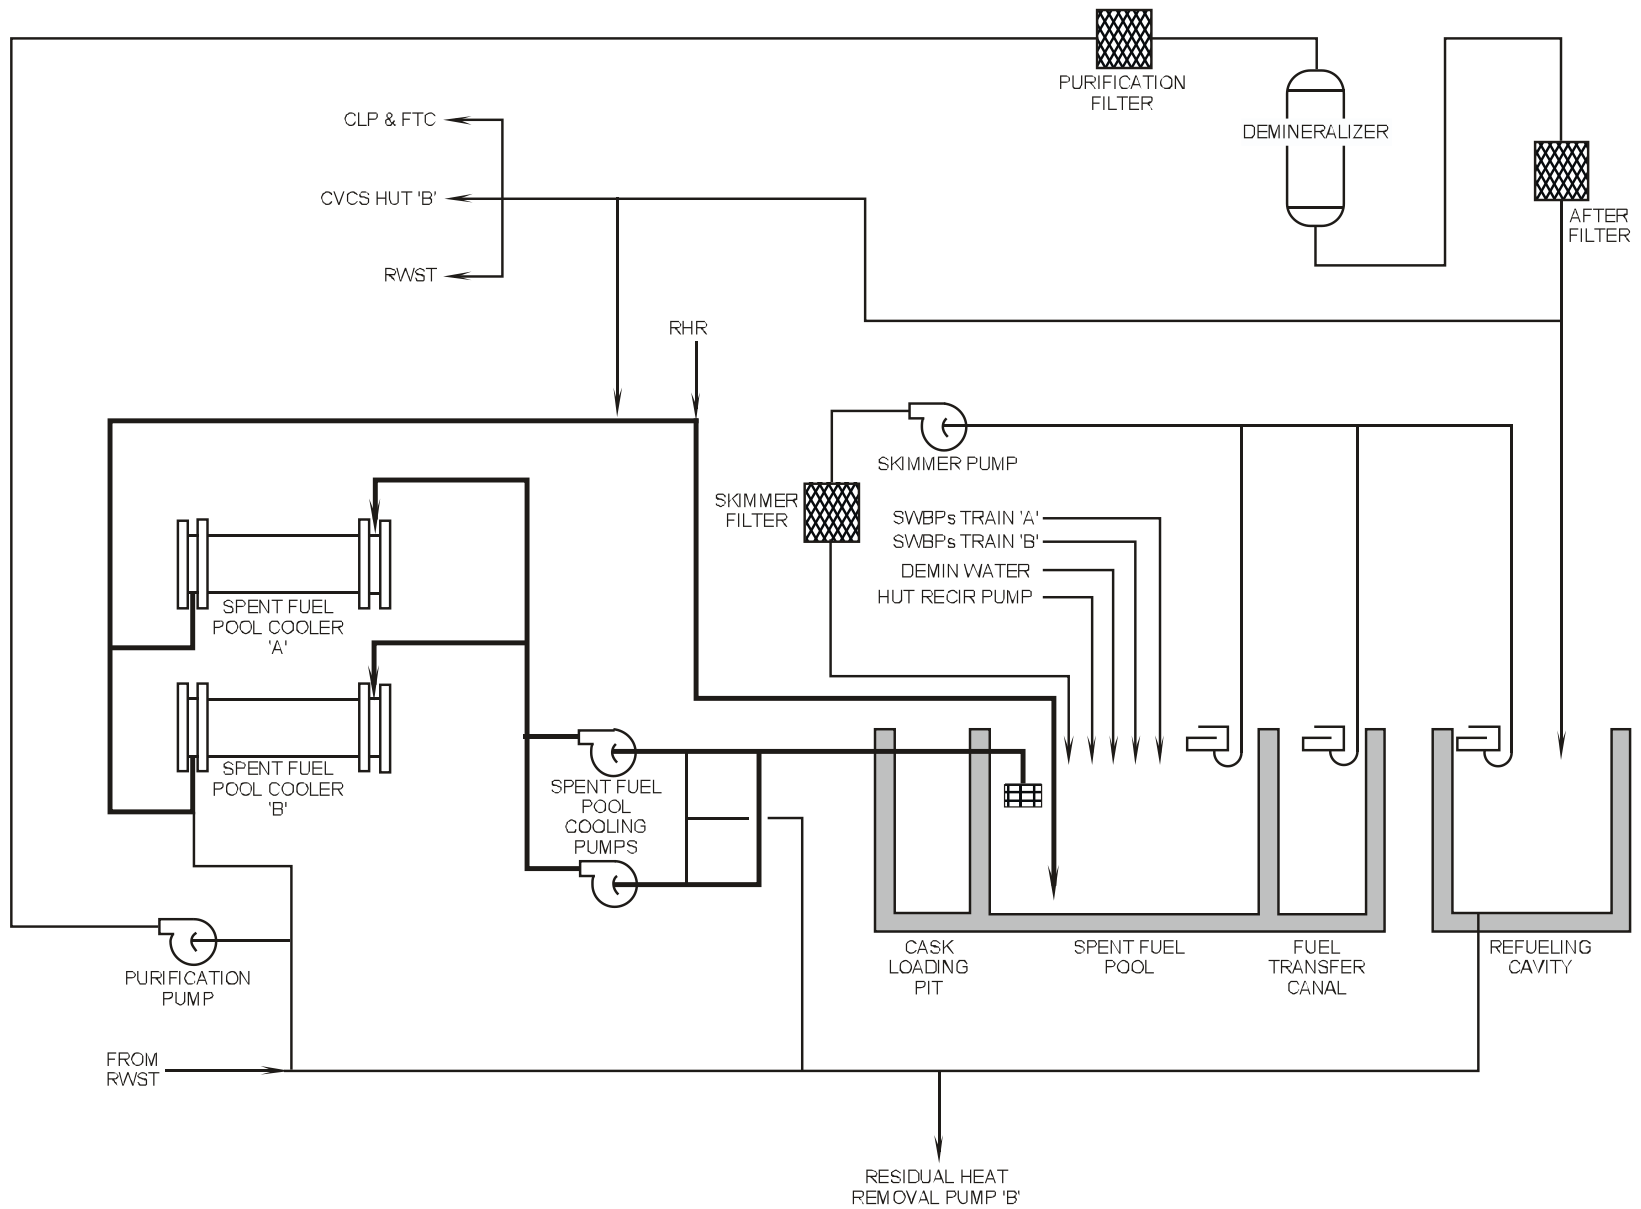 PURIFICATION
FILTER
DEMINERALIZER
AFTER
FILTER
CLP & FTC
CVCS HUT 'B'
RWST
RHR
SKIMMER PUMP
SKIMMER
FILTER
SWBPs TRAIN 'A'
SWBPs TRAIN 'B'
DEMIN WATER
HUT RECIR PUMP
SPENT FUEL
POOL COOLER
'A'
SPENT FUEL
POOL COOLER
'B'
SPENT FUEL
POOL
COOLING
PUMPS
CASK
LOADING
PIT
SPENT FUEL
POOL
FUEL
TRANSFER
CANAL
REFUELING
CAVITY
PURIFICATION
PUMP
FROM
RWST
RESIDUAL HEAT
REMOVAL PUMP 'B'